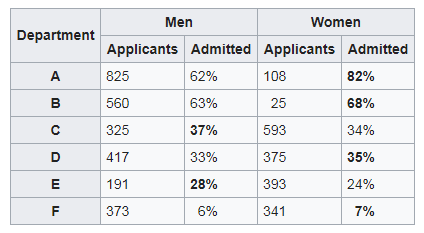 Department Men Women
Applicants Admitted Applicants Admitted
A 825 62% 108 82%
B 560 63% 25 68%
C 325 37% 593 34%
D 417 33% 375 35%
E 191 28% 393 24%
F 373 6% 341 7%